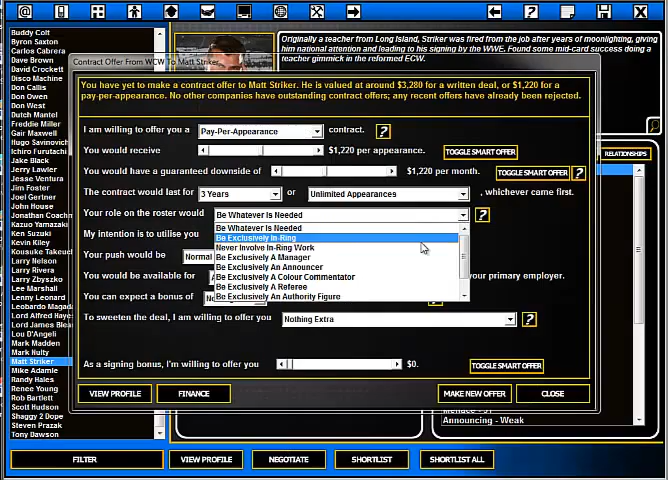 Buddy Colt
Byron Saxton
Carlos Cabrera
Dave Brown
David Crockett
Disco Machine
Don Callis
Don Owen
Don West
Dutch Mantel
Freddie Miller
Gair Maxwell
Hugo Savinovich
Ichiro Furutachi
Jake Black
Jerry Lawler
Jesse Ventura
Jim Foster
Joel Gertner
John Hostage
Jonathan Coachm
Kazuo Yamazaki
Ken Suzuki
Kevin Kiley
Kousuke Takeuch
Larry Nelson
Larry Rivera
Larry Zbyszko
Lee Marshall
Lenny Leonard
Leobardo Magada
Lord Alfred Haye
Lord James Blea
Lou D'Angeli
Mark Madden
Mark Nulty
Matt Striker
Mike Adamle
Randy Hales
Renee Young
Rob Bartlett
Scott Hudson
Shaggy 2 Dope
Steven Prazak
Tony Dawson
Originally a teacher from Long Island, Striker was fired from the job after years of moonlighting, giving
him national attention and leading to his signing by the WWE. Found some mid-card success doing a
teacher gimmick in the reformed ECW.
Contract Offer From WCW To Matt Striker
You have yet to make a contract offer to Matt Striker. He is valued at around $3,280 for a written deal, or $1,220 for a
pay-per-appearance. No other companies have outstanding contract offers; any recent offers have already been rejected.
I am willing to offer you a Pay-Per-Appearance contract. ?
You would receive $1,220 per appearance. TOGGLE SMART OFFER
You would have a guaranteed downside of $1,220 per month. TOGGLE SMART OFFER ?
The contract would last for 3 Years or Unlimited Appearances , whichever came first.
Your role on the roster would Be Whatever Is Needed ?
My intention is to utilise you Be Whatever Is Needed
Be Exclusively In-Ring
Never Involve In-Ring Work
Your push would be Normal Be Exclusively A Manager
Be Exclusively An Announcer
You would be available for Be Exclusively A Colour Commentator your primary employer.
Be Exclusively A Referee
You can expect a bonus of Be Exclusively An Authority Figure
To sweeten the deal, I am willing to offer you Nothing Extra ?
As a signing bonus, I'm willing to offer you $0. TOGGLE SMART OFFER
VIEW PROFILE FINANCE MAKE NEW OFFER CLOSE
RELATIONSHIPS
Announcing - Weak
FILTER VIEW PROFILE NEGOTIATE SHORTLIST SHORTLIST ALL